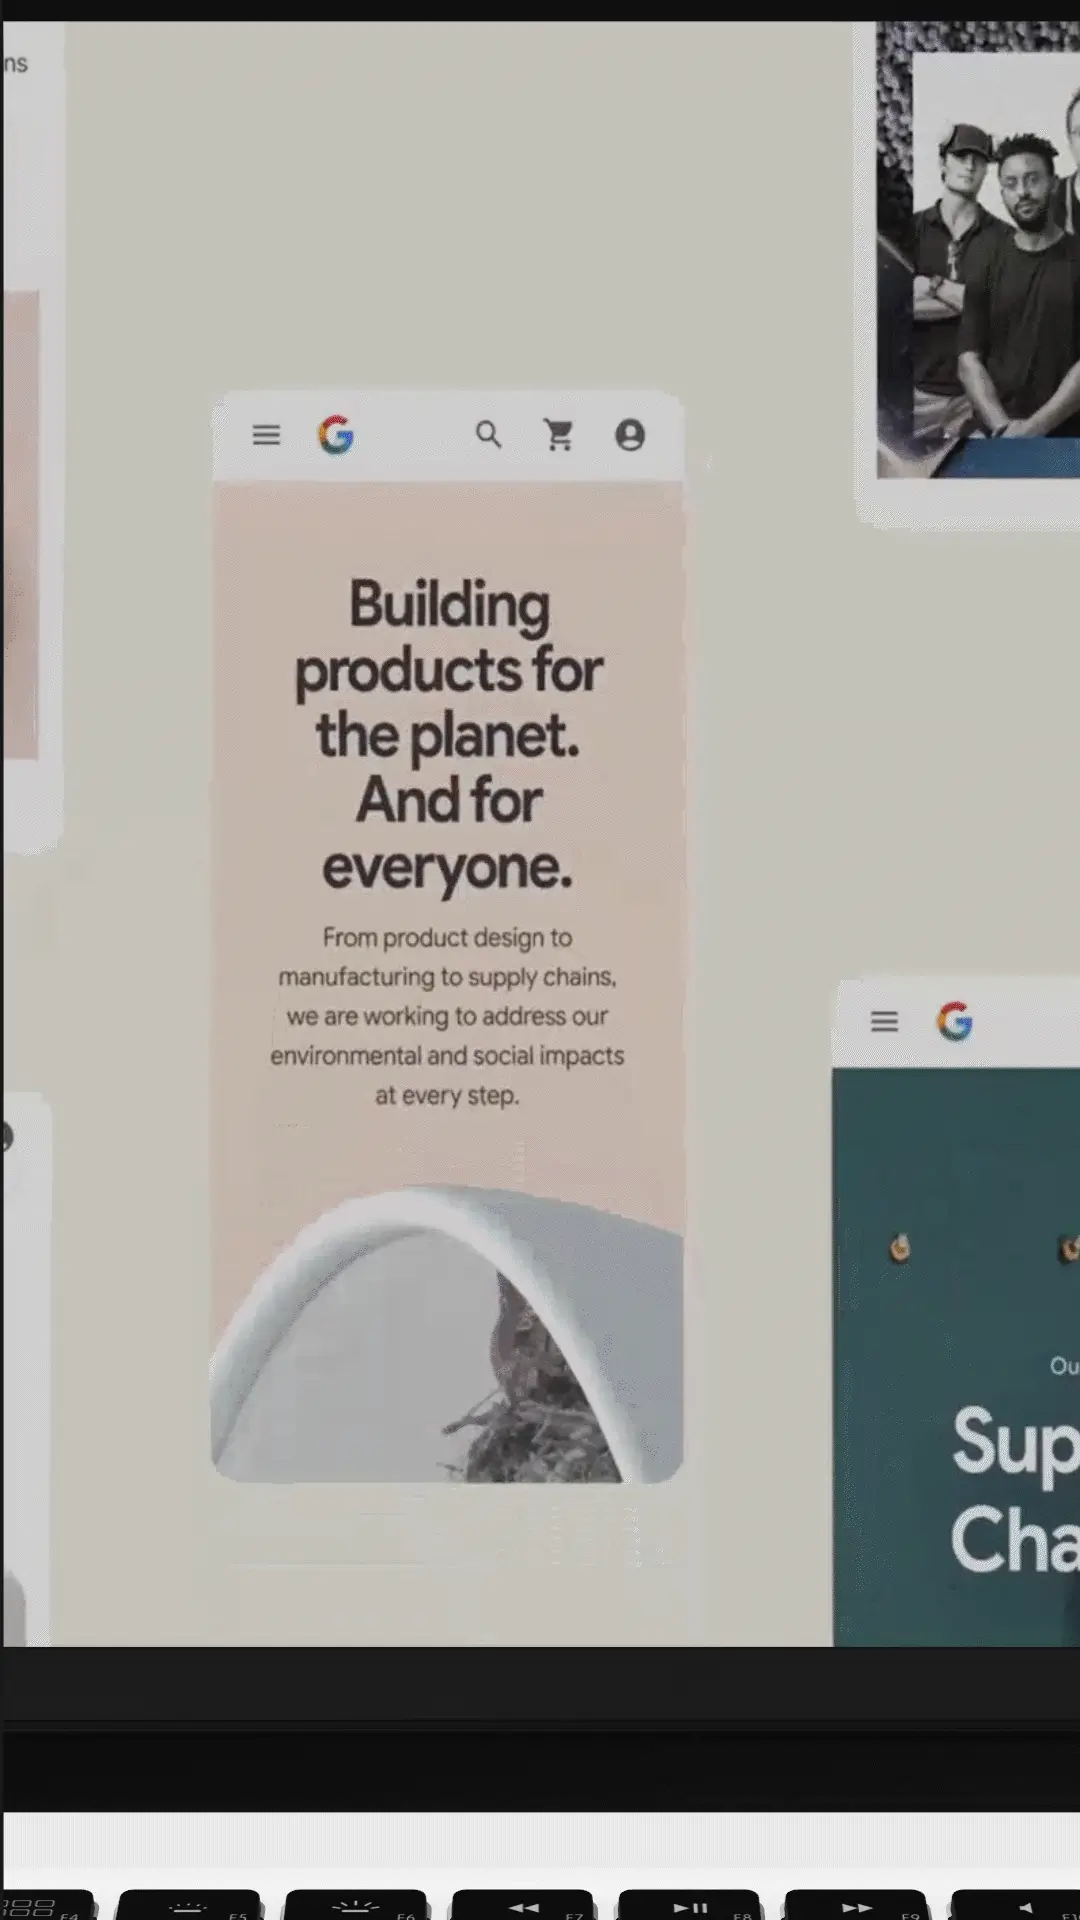 ns
Building
products for
the planet.
And for
everyone.
From product design to
manufacturing to supply chains,
we are working to address our
environmental and social impacts
at every step.
Ou
Sup
Cha
F4
F5
F6
F7
F8
F9